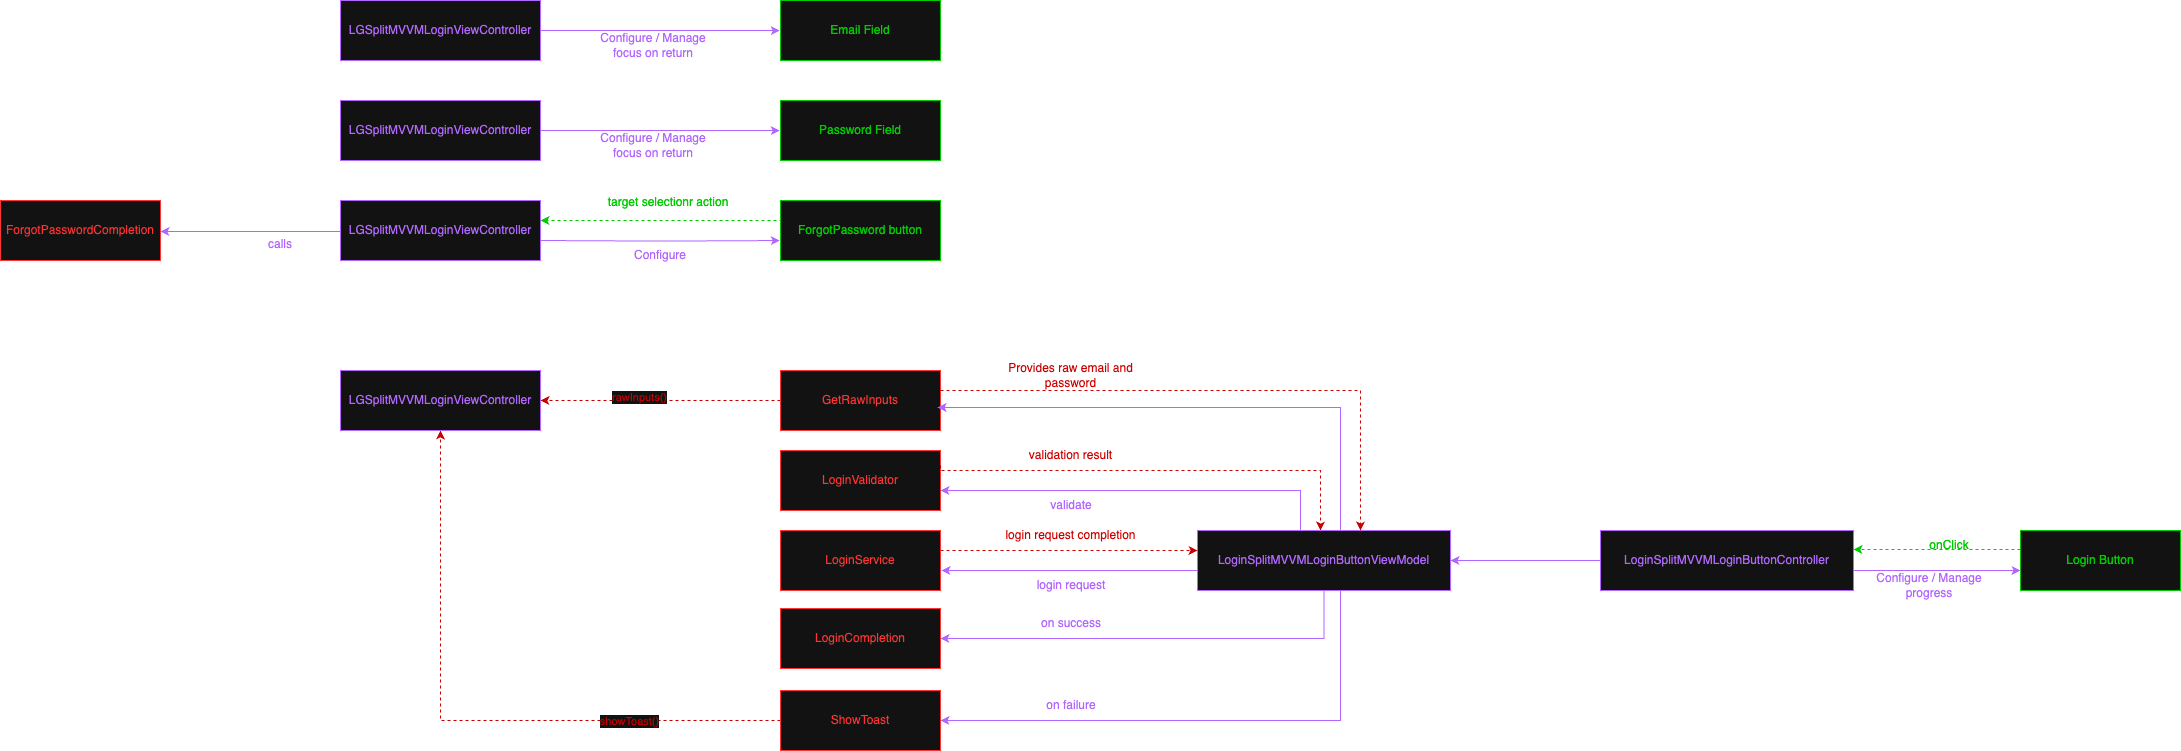 LGSplitMVVMLoginViewController
Configure / Manage
focus on return
Email Field
LGSplitMVVMLoginViewController
Configure / Manage
focus on return
Password Field
ForgotPasswordCompletion
calls
LGSplitMVVMLoginViewController
target selectionr action
Configure
ForgotPassword button
LGSplitMVVMLoginViewController
rawInputs()
GetRawInputs
Provides raw email and
password
LoginValidator
validation result
validate
LoginService
login request completion
login request
LoginSplitMVVMLoginButtonViewModel
LoginSplitMVVMLoginButtonController
onClick
Configure / Manage
progress
Login Button
LoginCompletion
on success
showToast()
ShowToast
on failure